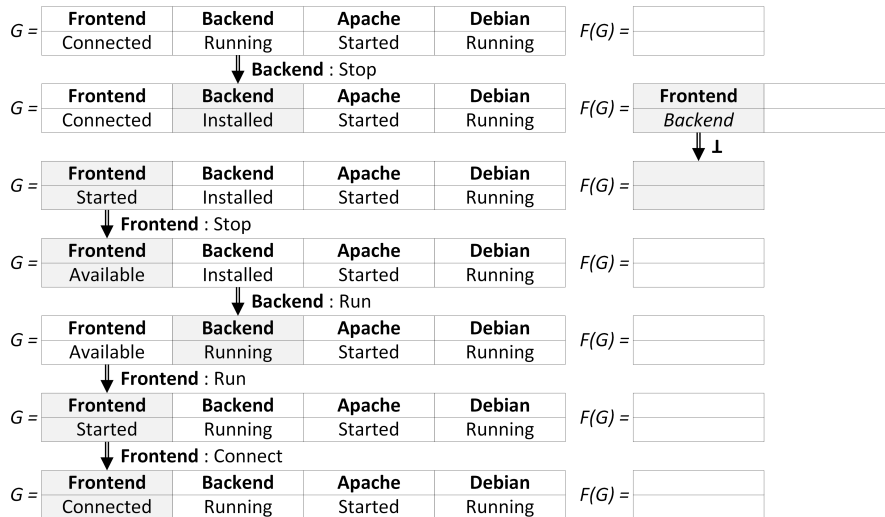 Frontend Backend Apache Debian
G = F(G) =
Connected Running Started Running
Backend : Stop
Frontend Backend Apache Debian Frontend
G = F(G) =
Connected Installed Started Running Backend
⊥
Frontend Backend Apache Debian
G = F(G) =
Started Installed Started Running
Frontend : Stop
Frontend Backend Apache Debian
G = F(G) =
Available Installed Started Running
Backend : Run
Frontend Backend Apache Debian
G = F(G) =
Available Running Started Running
Frontend : Run
Frontend Backend Apache Debian
G = F(G) =
Started Running Started Running
Frontend : Connect
Frontend Backend Apache Debian
G = F(G) =
Connected Running Started Running